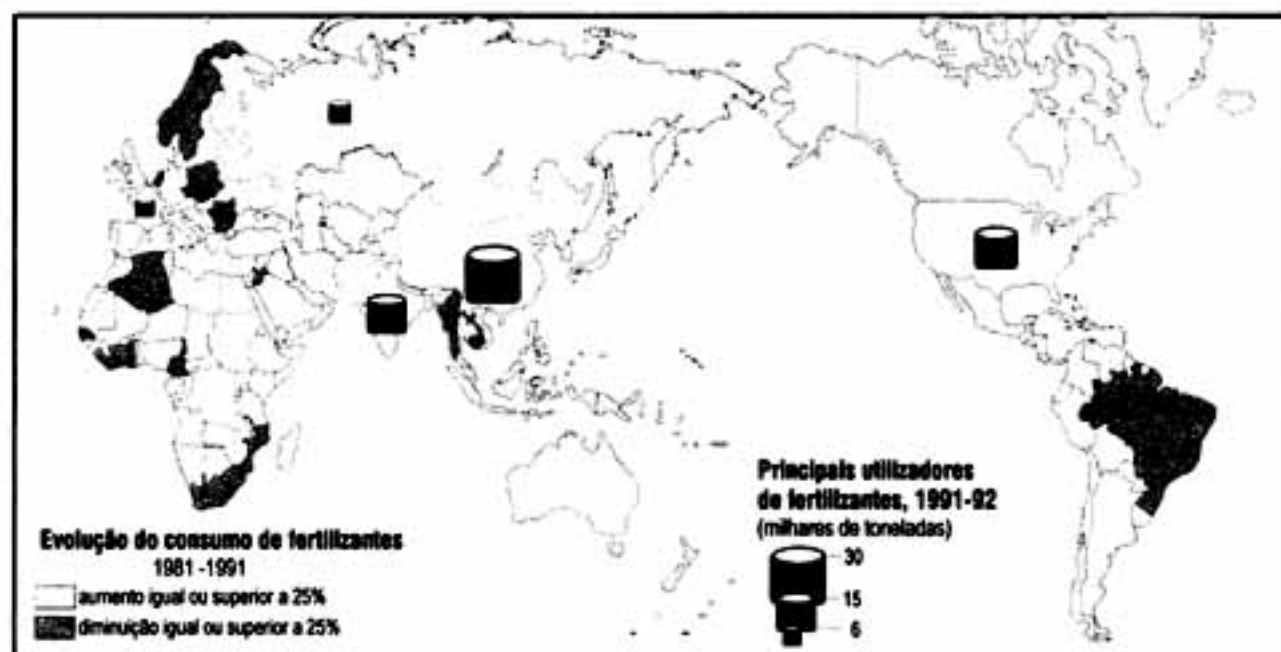 Principais utilizadores
de fertilizantes, 1991-92
(milhares de toneladas)
30
15
6
Evolução do consumo de fertilizantes
1981 -1991
aumento igual ou superior a 25%
diminuição igual ou superior a 25%